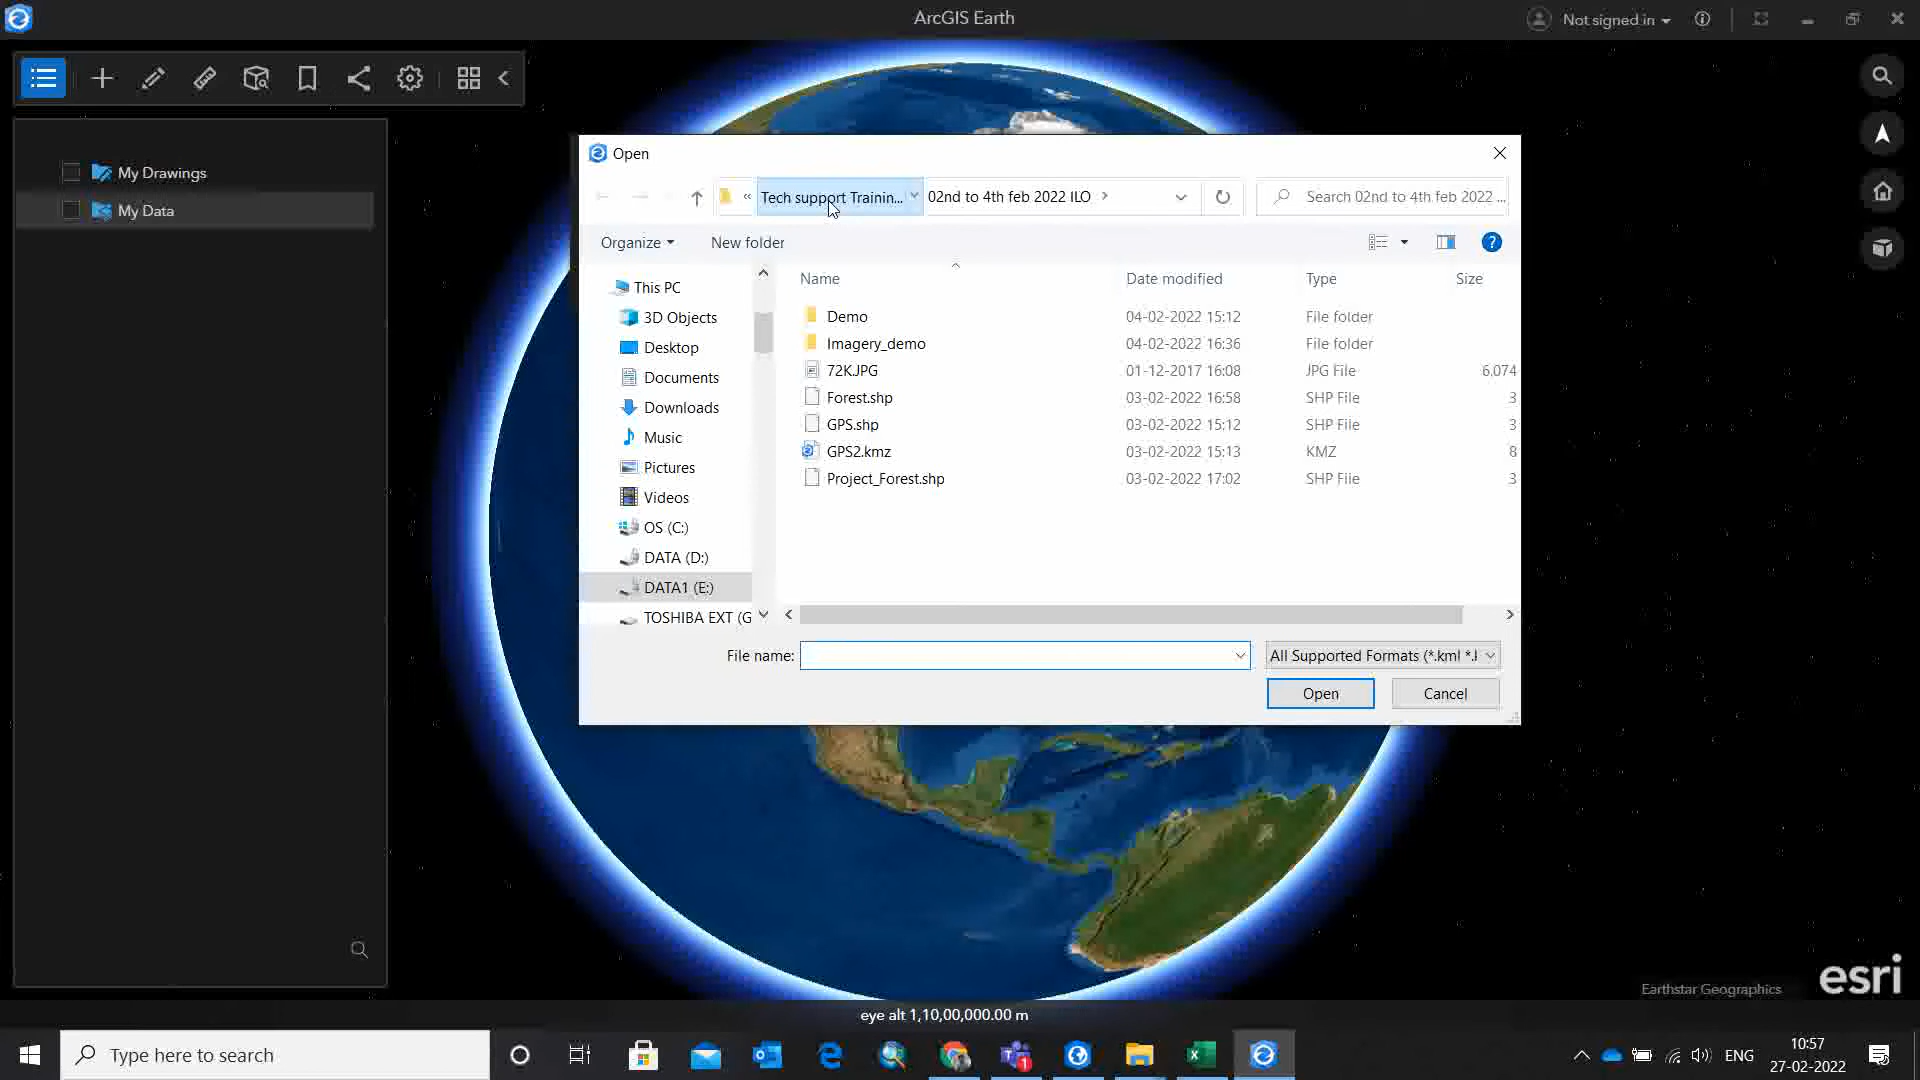 ArcGIS Earth
Not signed in
My Drawings
My Data
Open
« Tech support Trainin... 02nd to 4th feb 2022 ILO
Search 02nd to 4th feb 2022 ...
Organize
New folder
Name Date modified Type Size
This PC
3D Objects
Desktop
Documents
Downloads
Music
Pictures
Videos
OS (C:)
DATA (D:)
DATA1 (E:)
TOSHIBA EXT (G
Demo 04-02-2022 15:12 File folder
Imagery_demo 04-02-2022 16:36 File folder
72K.JPG 01-12-2017 16:08 JPG File 6,074
Forest.shp 03-02-2022 16:58 SHP File 3
GPS.shp 03-02-2022 15:12 SHP File 3
GPS2.kmz 03-02-2022 15:13 KMZ 8
Project_Forest.shp 03-02-2022 17:02 SHP File 3
File name:
All Supported Formats (*.kml *.l
Open
Cancel
esri
Earthstar Geographics
eye alt 1,10,00,000.00 m
Type here to search
1
ENG
10:57
27-02-2022